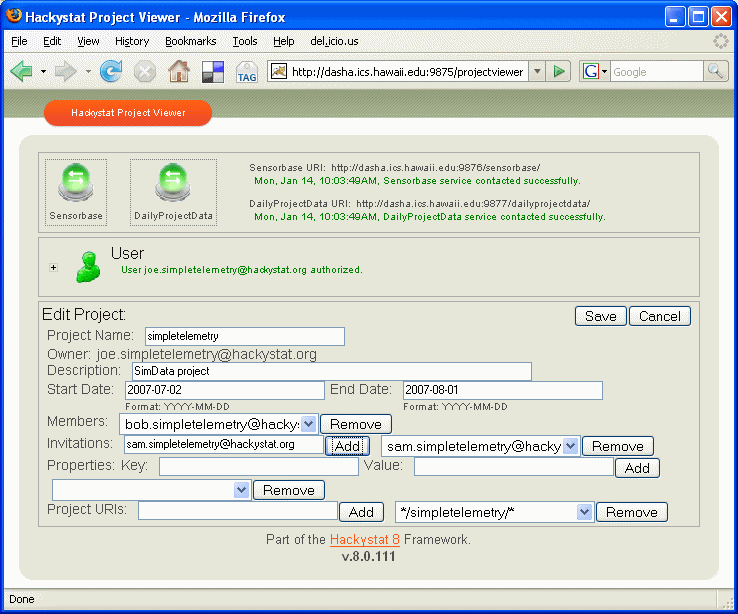 Hackystat Project Viewer - Mozilla Firefox
File Edit View History Bookmarks Tools Help del.icio.us
TAG http://dasha.ics.hawaii.edu:9875/projectviewer G Google
Hackystat Project Viewer
Sensorbase URI: http://dasha.ics.hawaii.edu:9876/sensorbase/
Mon, Jan 14, 10:03:49AM, Sensorbase service contacted successfully.
DailyProjectData URI: http://dasha.ics.hawaii.edu:9877/dailyprojectdata/
Sensorbase DailyProjectData Mon, Jan 14, 10:03:49AM, DailyProjectData service contacted successfully.
User
User joe.simpletelemetry@hackystat.org authorized.
Edit Project: Save Cancel
Project Name: simpletelemetry
Owner: joe.simpletelemetry@hackystat.org
Description: SimData project
Start Date: 2007-07-02 End Date: 2007-08-01
Format: YYYY-MM-DD Format: YYYY-MM-DD
Members: bob.simpletelemetry@hackys Remove
Invitations: sam.simpletelemetry@hackystat.org Add sam.simpletelemetry@hacky Remove
Properties: Key: Value: Add
Remove
Project URIs: Add */simpletelemetry/* Remove
Part of the Hackystat 8 Framework.
v.8.0.111
Done